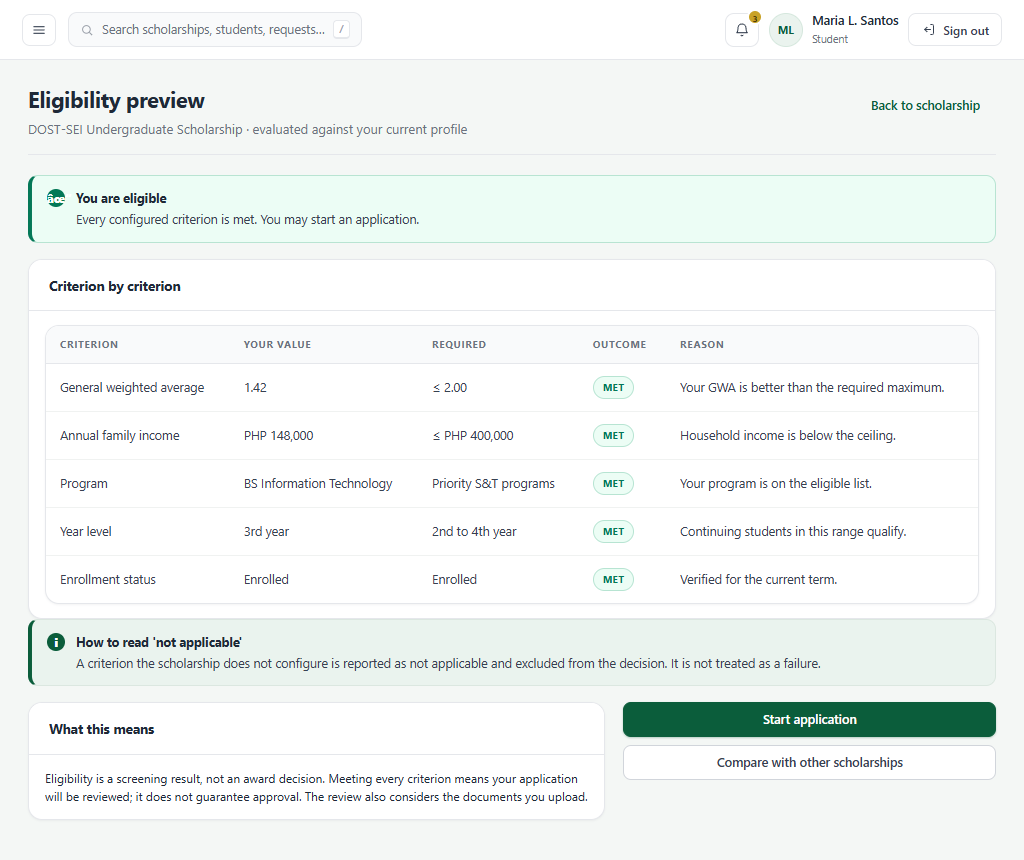 Search scholarships, students, requests... /
3
ML
Maria L. Santos
Student
Sign out
Eligibility preview
DOST-SEI Undergraduate Scholarship · evaluated against your current profile
Back to scholarship
You are eligible
Every configured criterion is met. You may start an application.
Criterion by criterion
CRITERION YOUR VALUE REQUIRED OUTCOME REASON
General weighted average 1.42 ≤ 2.00 MET Your GWA is better than the required maximum.
Annual family income PHP 148,000 ≤ PHP 400,000 MET Household income is below the ceiling.
Program BS Information Technology Priority S&T programs MET Your program is on the eligible list.
Year level 3rd year 2nd to 4th year MET Continuing students in this range qualify.
Enrollment status Enrolled Enrolled MET Verified for the current term.
How to read 'not applicable'
A criterion the scholarship does not configure is reported as not applicable and excluded from the decision. It is not treated as a failure.
What this means
Eligibility is a screening result, not an award decision. Meeting every criterion means your application
will be reviewed; it does not guarantee approval. The review also considers the documents you upload.
Start application
Compare with other scholarships